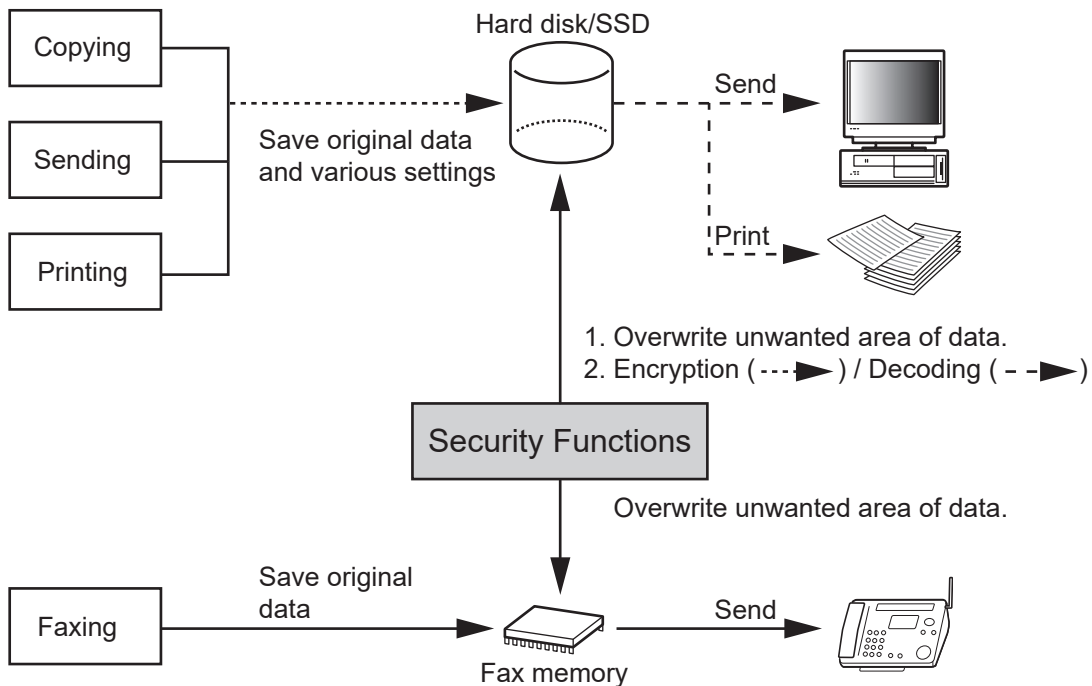 Hard disk/SSD
Copying
Sending
Printing
Save original data
and various settings
Send
Print
1. Overwrite unwanted area of data.
2. Encryption ( ) / Decoding ( )
Security Functions
Overwrite unwanted area of data.
Faxing
Save original
data
Send
Fax memory